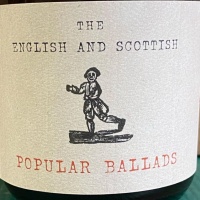 THE
ENGLISH AND SCOTTISH
POPULAR BALLADS